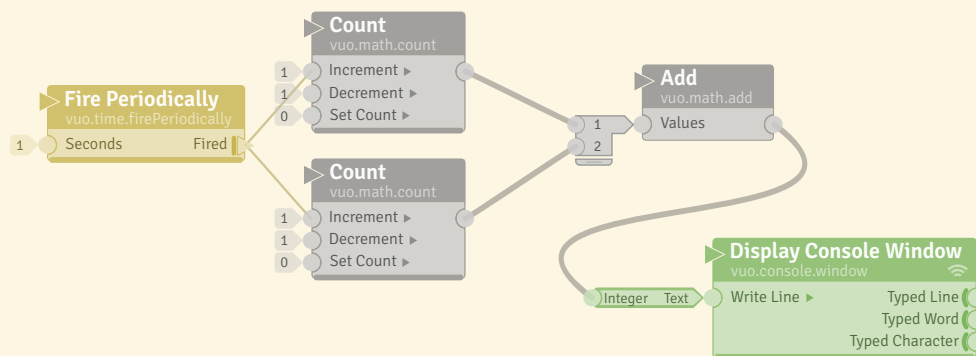 Fire Periodically
vuo.time.firePeriodically
1 Seconds Fired
Count
vuo.math.count
1 Increment
1 Decrement
0 Set Count
Count
vuo.math.count
1 Increment
1 Decrement
0 Set Count
1
2
Add
vuo.math.add
Values
Integer Text
Display Console Window
vuo.console.window
Write Line Typed Line
Typed Word
Typed Character